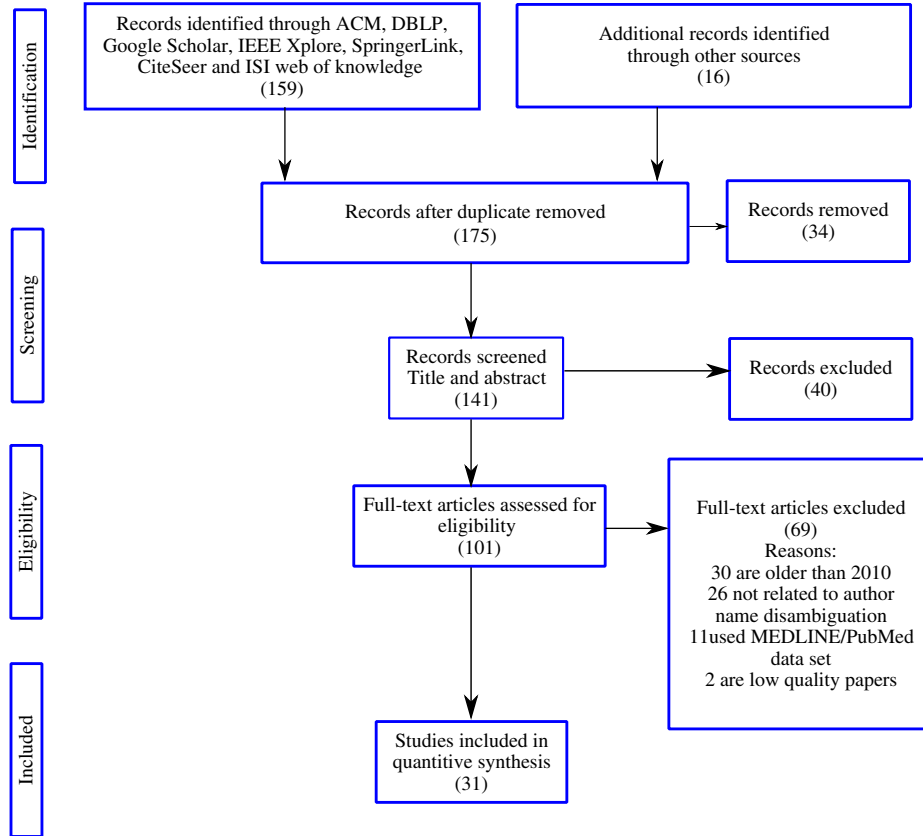 Identification
Records identified through ACM, DBLP,
Google Scholar, IEEE Xplore, SpringerLink,
CiteSeer and ISI web of knowledge
(159)
Additional records identified
through other sources
(16)
Records after duplicate removed
(175)
Records removed
(34)
Screening
Records screened
Title and abstract
(141)
Records excluded
(40)
Eligibility
Full-text articles assessed for
eligibility
(101)
Full-text articles excluded
(69)
Reasons:
30 are older than 2010
26 not related to author
name disambiguation
11used MEDLINE/PubMed
data set
2 are low quality papers
Included
Studies included in
quantitive synthesis
(31)